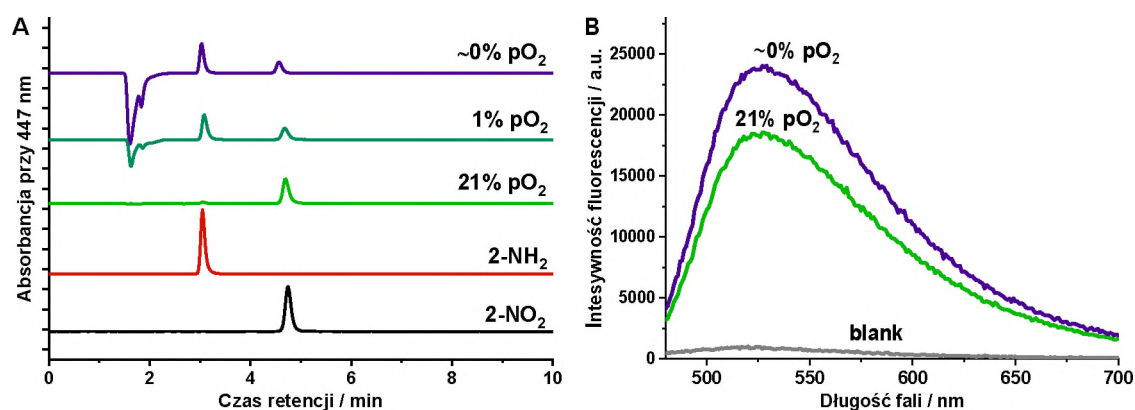 A
Absorbancja przy 447 nm
~0% pO₂
1% pO₂
21% pO₂
2-NH₂
2-NO₂
0 2 4 6 8 10
Czas retencji / min
B
Intesywność fluorescencji / a.u.
25000
20000
15000
10000
5000
0
~0% pO₂
21% pO₂
blank
500 550 600 650 700
Długość fali / nm